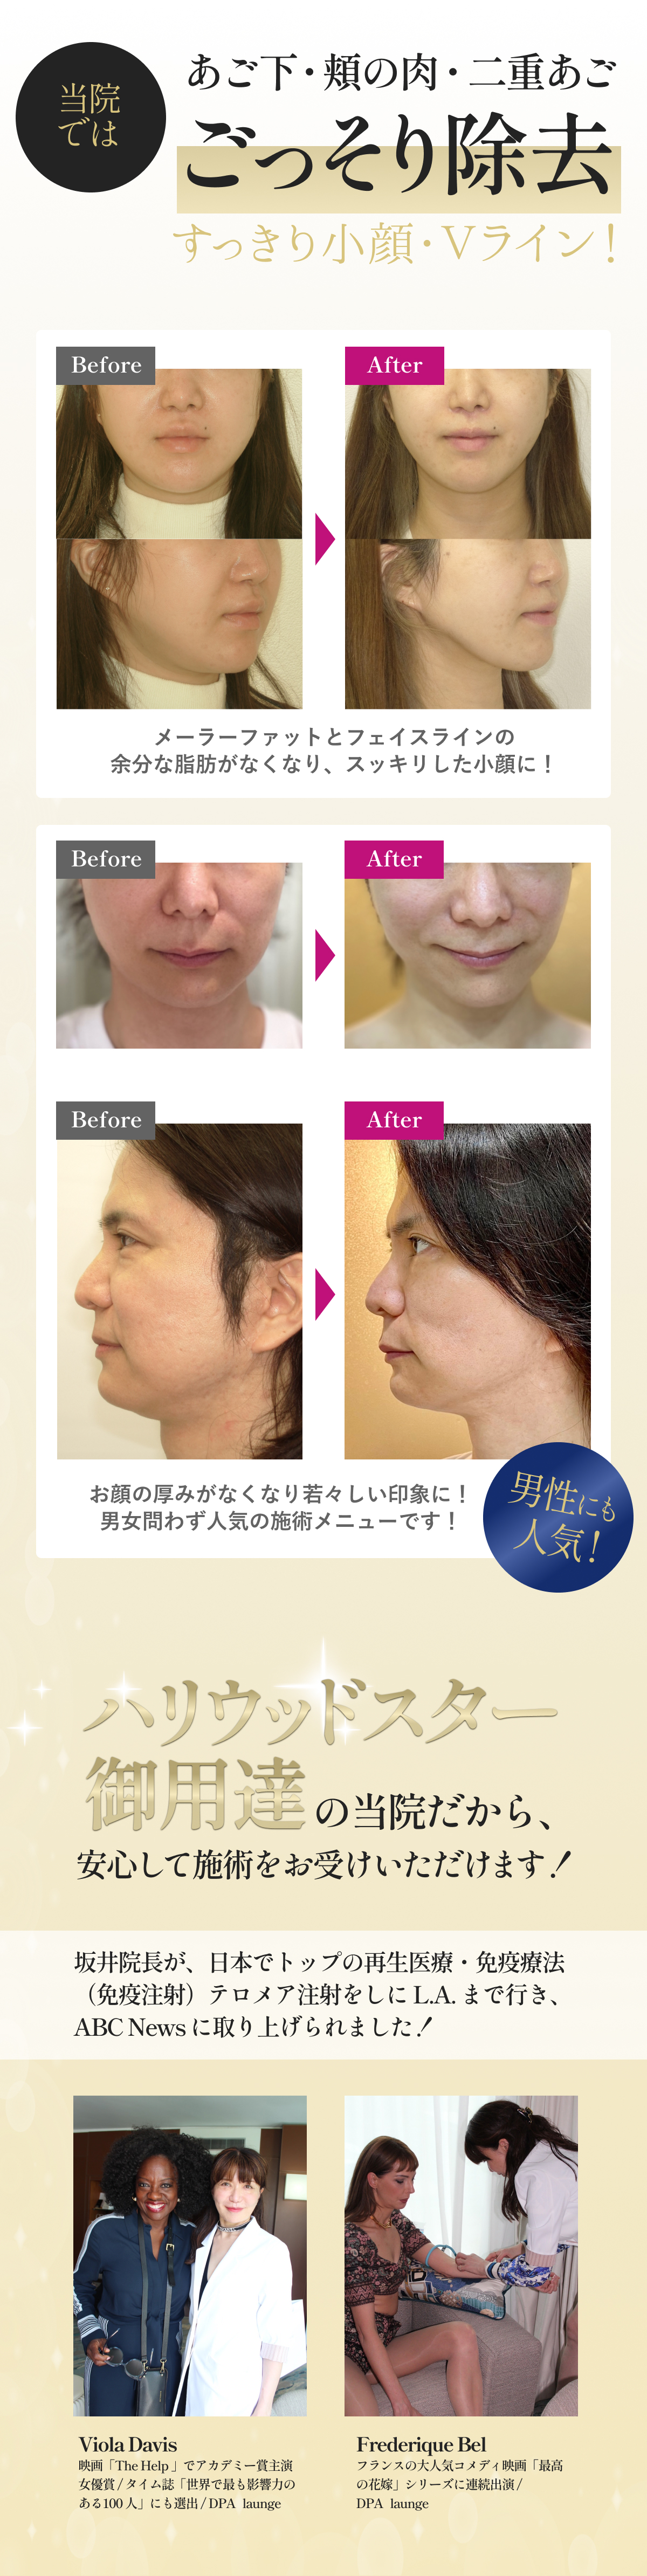 当院
では
あご下・頬の肉・二重あご
ごっそり除去
すっきり小顔・Vライン！
Before
After
メーラーファットとフェイスラインの
余分な脂肪がなくなり、スッキリした小顔に！
Before
After
Before
After
お顔の厚みがなくなり若々しい印象に！
男女問わず人気の施術メニューです！
男性にも
人気！
ハリウッドスター
御用達の当院だから、
安心して施術をお受けいただけます！
坂井院長が、日本でトップの再生医療・免疫療法
（免疫注射）テロメア注射をしに L.A. まで行き、
ABC News に取り上げられました！
Viola Davis
映画「The Help 」でアカデミー賞主演
女優賞 / タイム誌「世界で最も影響力の
ある100 人」にも選出 / DPA launge
Frederique Bel
フランスの大人気コメディ映画「最高
の花嫁」シリーズに連続出演 /
DPA launge